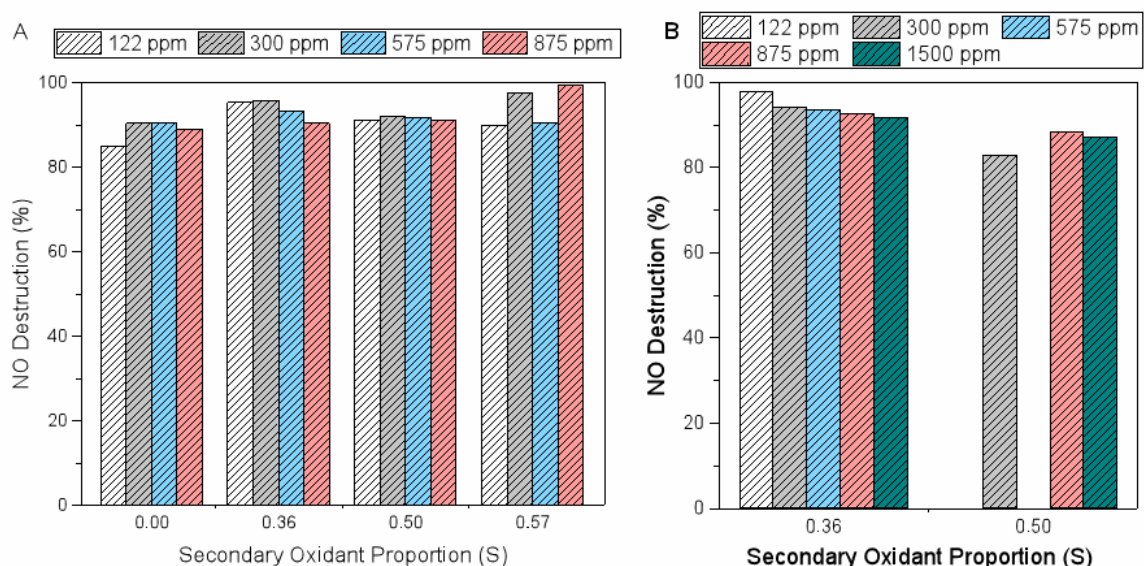 A
122 ppm 300 ppm 575 ppm 875 ppm
NO Destruction (%)
100
80
60
40
20
0
0.00 0.36 0.50 0.57
Secondary Oxidant Proportion (S)
B
122 ppm 300 ppm 575 ppm
875 ppm 1500 ppm
NO Destruction (%)
100
80
60
40
20
0
0.36 0.50
Secondary Oxidant Proportion (S)